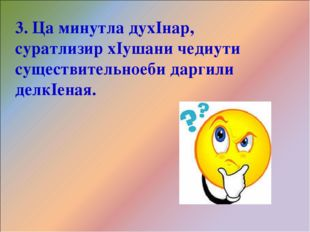 3. Ца минутла духIнар,
суратлизир хIушани чедиути
существительноеби даргили
делкIеная.